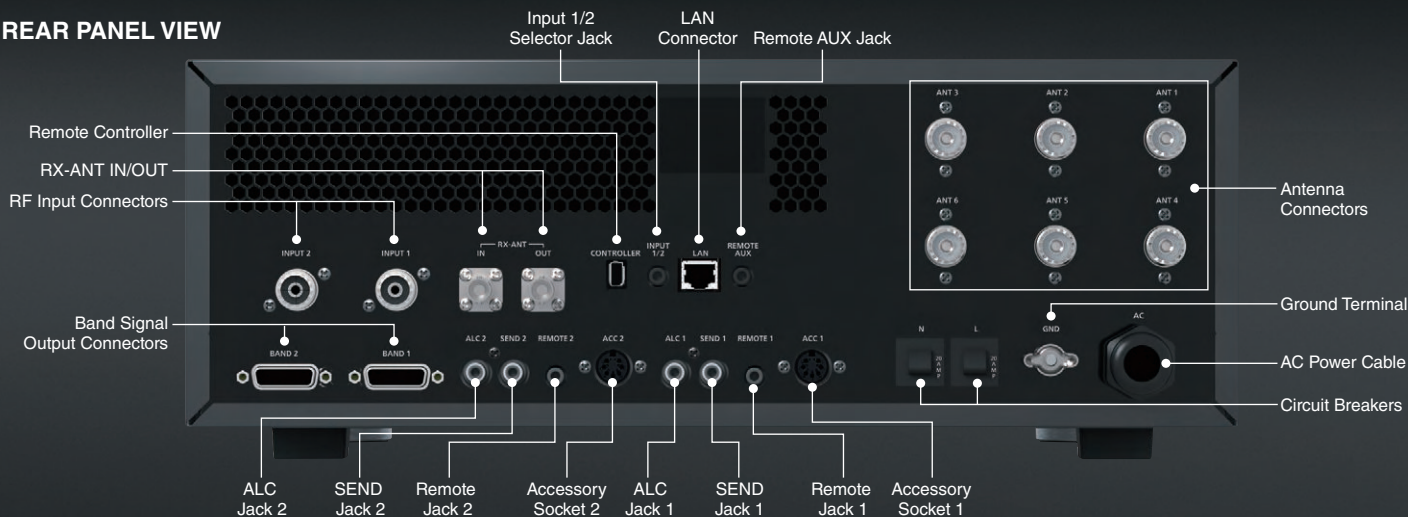 REAR PANEL VIEW
Input 1/2
Selector Jack
LAN
Connector
Remote AUX Jack
Remote Controller
RX-ANT IN/OUT
RF Input Connectors
Band Signal
Output Connectors
ANT 3
ANT 2
ANT 1
ANT 6
ANT 5
ANT 4
Antenna
Connectors
INPUT 2
INPUT 1
RX-ANT
IN
OUT
CONTROLLER
INPUT
1/2
LAN
REMOTE
AUX
BAND 2
BAND 1
ALC 2
SEND 2
REMOTE 2
ACC 2
ALC 1
SEND 1
REMOTE 1
ACC 1
N
L
20
AMP
20
AMP
GND
AC
Ground Terminal
AC Power Cable
Circuit Breakers
ALC
Jack 2
SEND
Jack 2
Remote
Jack 2
Accessory
Socket 2
ALC
Jack 1
SEND
Jack 1
Remote
Jack 1
Accessory
Socket 1